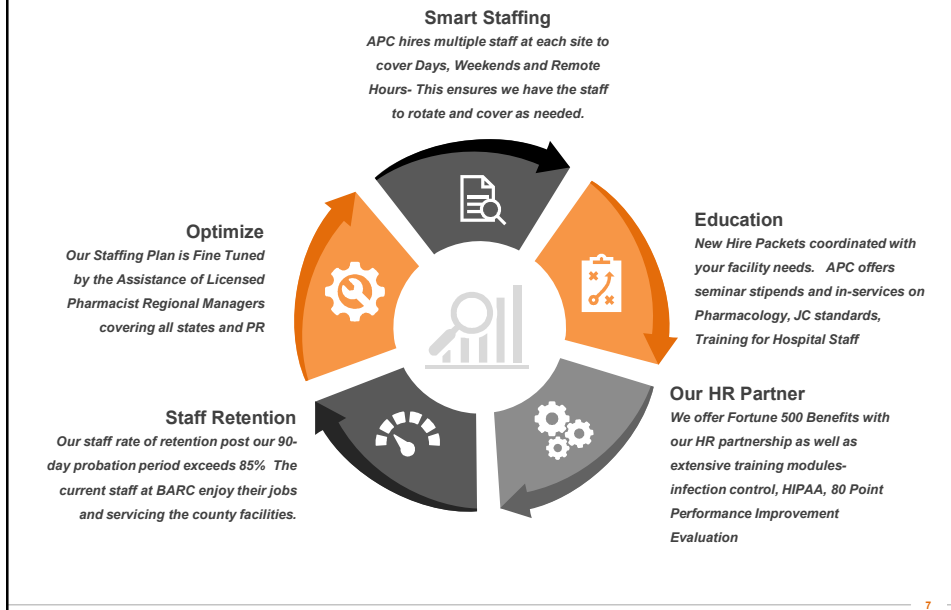 Smart Staffing
APC hires multiple staff at each site to
cover Days, Weekends and Remote
Hours- This ensures we have the staff
to rotate and cover as needed.
Education
New Hire Packets coordinated with
your facility needs.   APC offers
seminar stipends and in-services on
Pharmacology, JC standards,
Training for Hospital Staff
Our HR Partner
We offer Fortune 500 Benefits with
our HR partnership as well as
extensive training modules-
infection control, HIPAA, 80 Point
Performance Improvement
Evaluation
Staff Retention
Our staff rate of retention post our 90-
day probation period exceeds 85%  The
current staff at BARC enjoy their jobs
and servicing the county facilities.
Optimize
Our Staffing Plan is Fine Tuned
by the Assistance of Licensed
Pharmacist Regional Managers
covering all states and PR
7